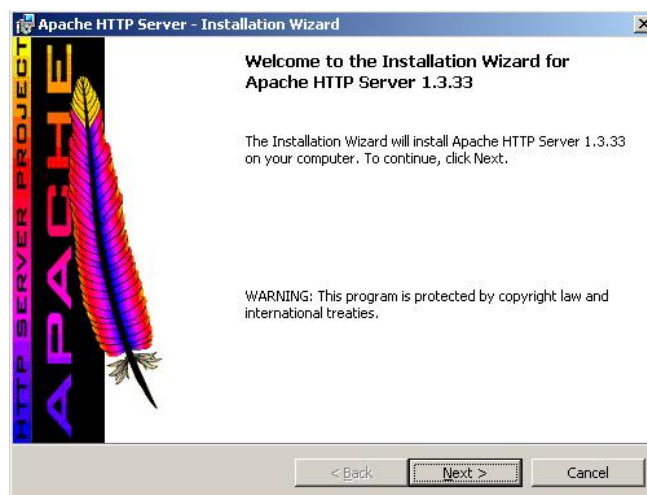 Apache HTTP Server - Installation Wizard
HTTP SERVER PROJECT
APACHE
Welcome to the Installation Wizard for
Apache HTTP Server 1.3.33
The Installation Wizard will install Apache HTTP Server 1.3.33
on your computer. To continue, click Next.
WARNING: This program is protected by copyright law and
international treaties.
< Back
Next >
Cancel